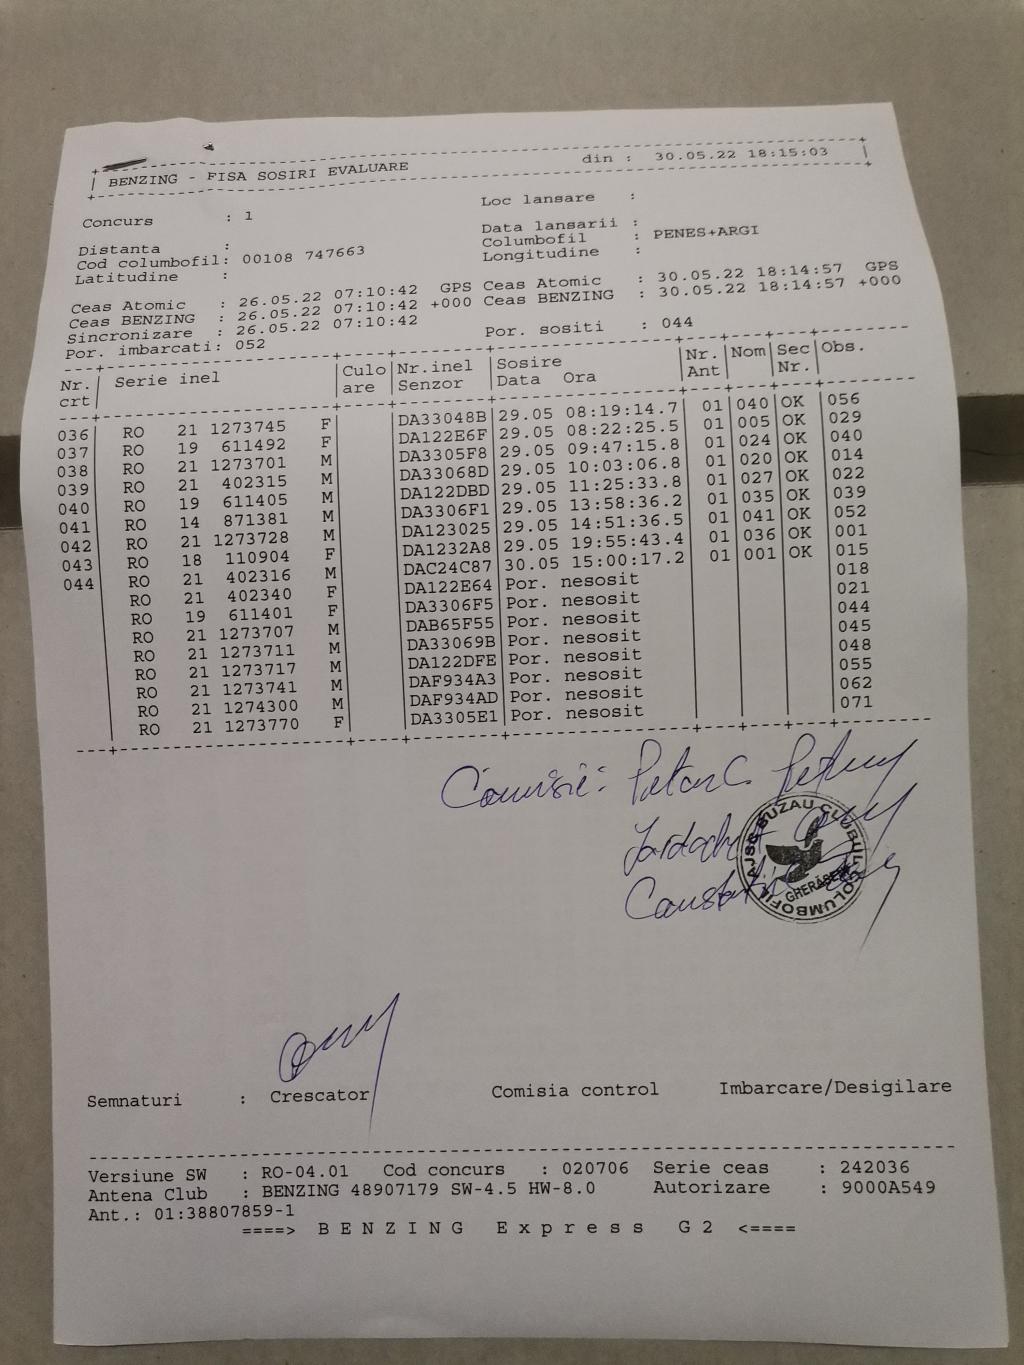 BENZING - FISA SOSIRI EVALUARE din : 30.05.22 18:15:03
Concurs : 1 Loc lansare :
Distanta : Data lansarii :
Cod columbofil: 00108 747663 Columbofil : PENES+ARGI
Latitudine : Longitudine :
Ceas Atomic : 26.05.22 07:10:42 GPS Ceas Atomic : 30.05.22 18:14:57 GPS
Ceas BENZING : 26.05.22 07:10:42 +000 Ceas BENZING : 30.05.22 18:14:57 +000
Sincronizare : 26.05.22 07:10:42
Por. imbarcati: 052 Por. sositi : 044
Nr. Serie inel Culo Nr.inel Sosire Nr. Nom Sec Obs.
crt are Senzor Data Ora Ant Nr.
036 RO 21 1273745 F DA33048B 29.05 08:19:14.7 01 040 OK 056
037 RO 19 611492 F DA122E6F 29.05 08:22:25.5 01 005 OK 029
038 RO 21 1273701 M DA3305F8 29.05 09:47:15.8 01 024 OK 040
039 RO 21 402315 M DA33068D 29.05 10:03:06.8 01 020 OK 014
040 RO 19 611405 M DA122DBD 29.05 11:25:33.8 01 027 OK 022
041 RO 14 871381 M DA3306F1 29.05 13:58:36.2 01 035 OK 039
042 RO 21 1273728 M DA123025 29.05 14:51:36.5 01 041 OK 052
043 RO 18 110904 F DA1232A8 29.05 19:55:43.4 01 036 OK 001
044 RO 21 402316 M DAC24C87 30.05 15:00:17.2 01 001 OK 015
RO 21 402340 F DA122E64 Por. nesosit 018
RO 19 611401 F DA3306F5 Por. nesosit 021
RO 21 1273707 M DAB65F55 Por. nesosit 044
RO 21 1273711 M DA33069B Por. nesosit 045
RO 21 1273717 M DA122DFE Por. nesosit 048
RO 21 1273741 M DAF934A3 Por. nesosit 055
RO 21 1274300 M DAF934AD Por. nesosit 062
RO 21 1273770 F DA3305E1 Por. nesosit 071
Comisie:
AJSC BUZAU CLUBUL COLUMBOFIL
Semnaturi : Crescator Comisia control Imbarcare/Desigilare
Versiune SW : RO-04.01 Cod concurs : 020706 Serie ceas : 242036
Antena Club : BENZING 48907179 SW-4.5 HW-8.0 Autorizare : 9000A549
Ant.: 01:38807859-1
====> BENZING Express G2 <====